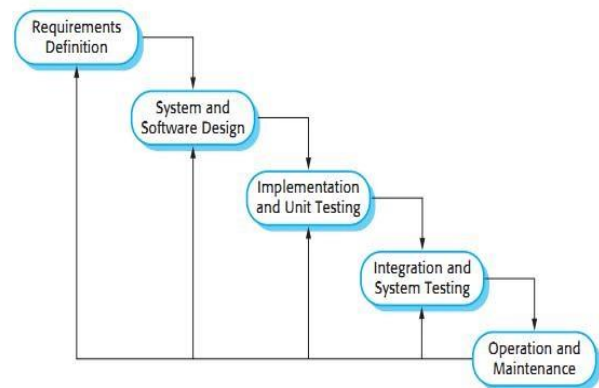 Requirements
Definition
System and
Software Design
Implementation
and Unit Testing
Integration and
System Testing
Operation and
Maintenance